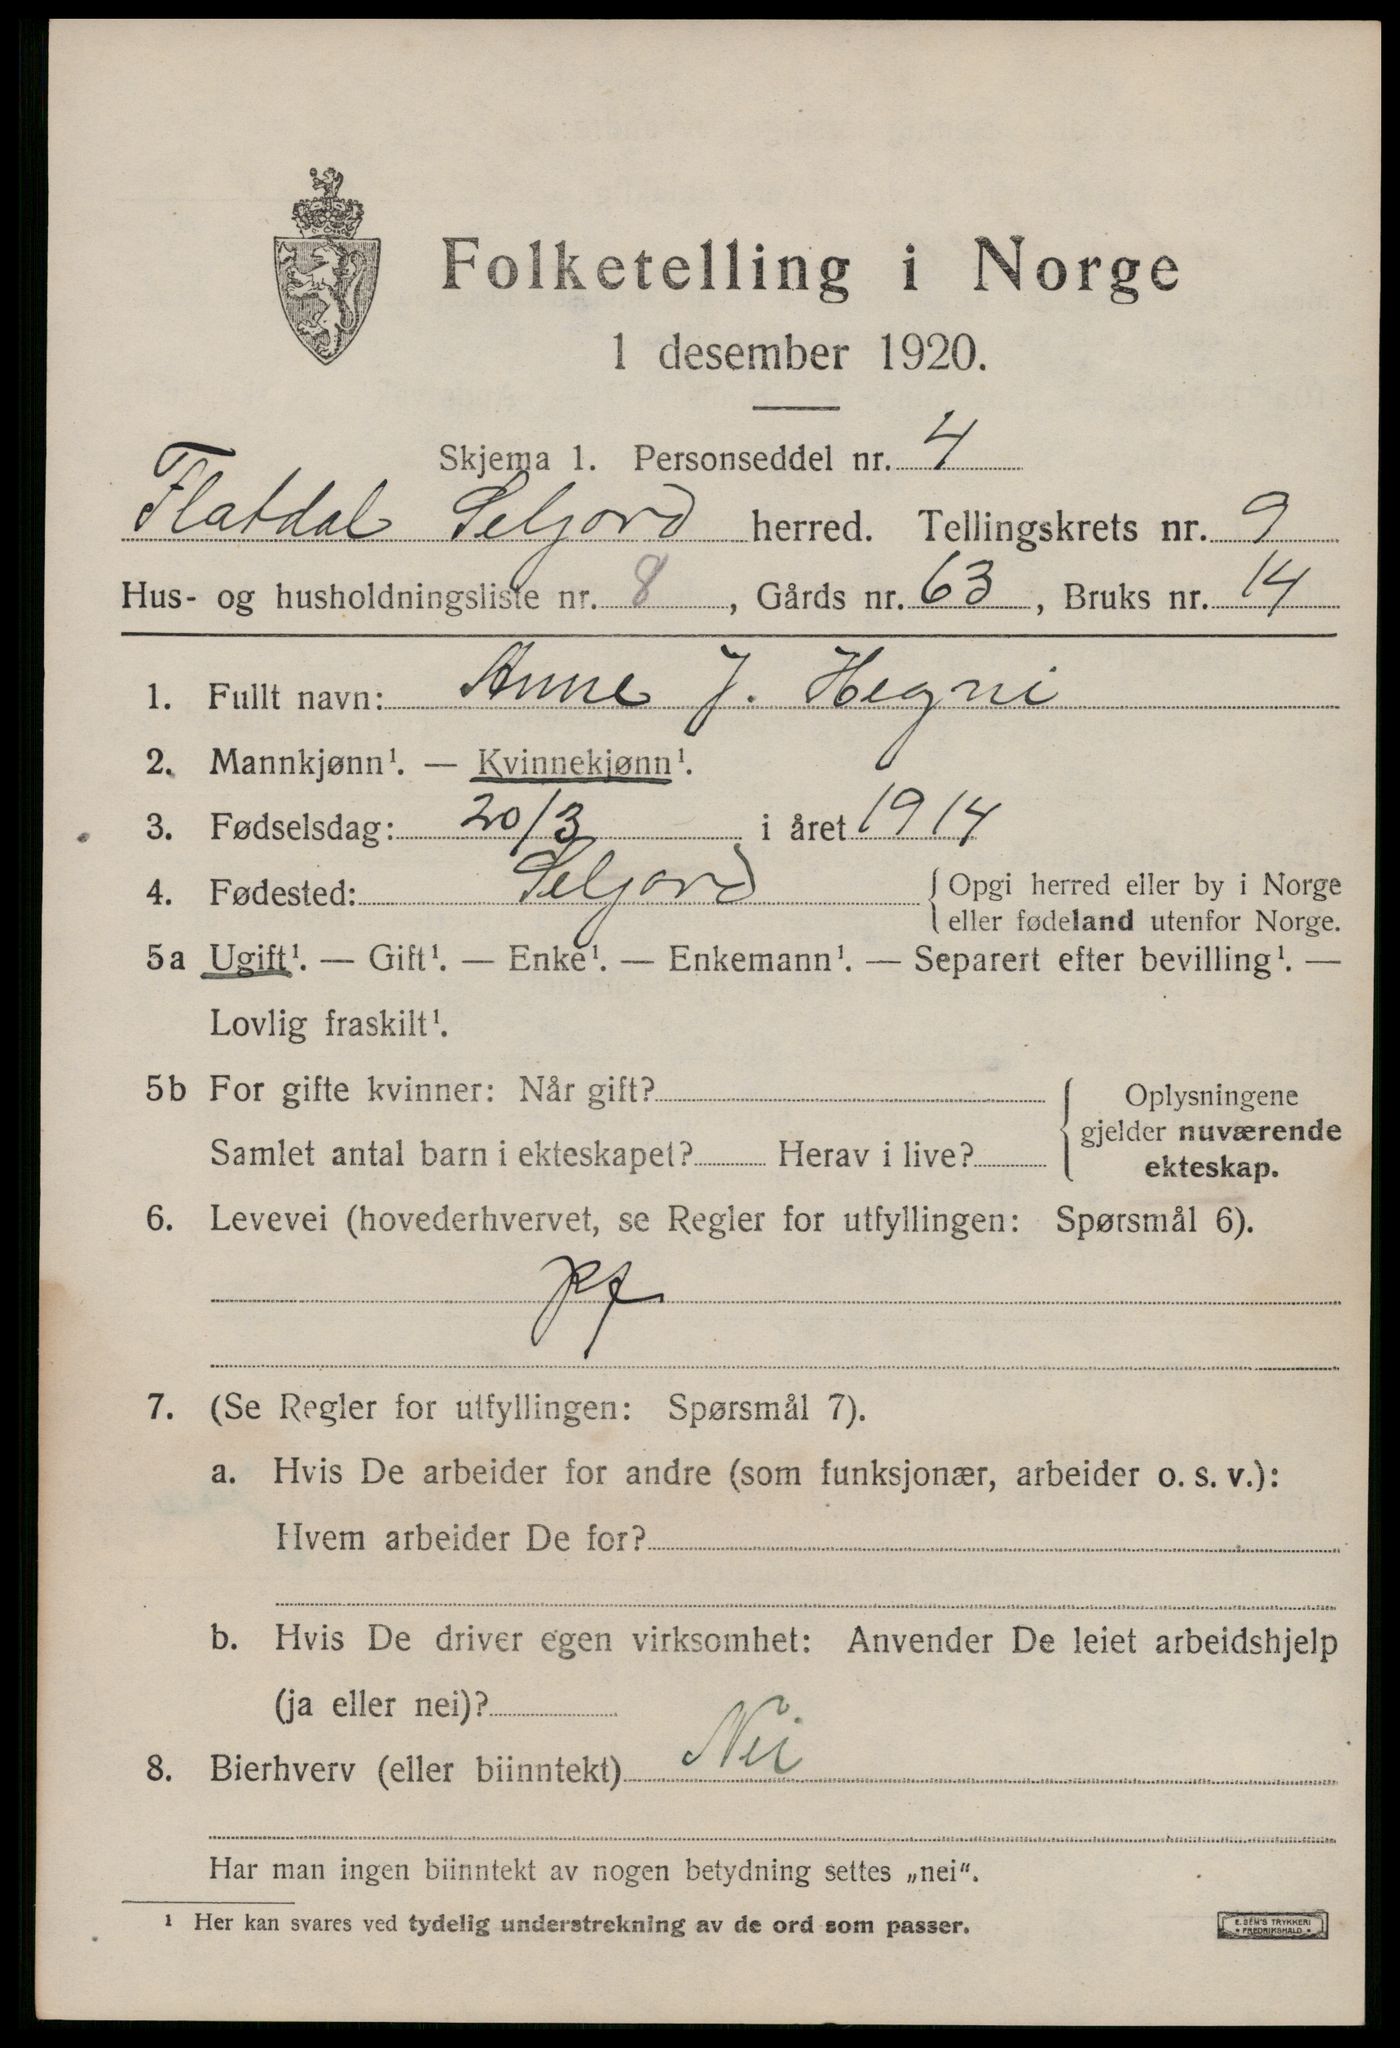 Folketelling i Norge
1 desember 1920.
Skjema 1. Personseddel nr. 4
Flatdal Seljord herred. Tellingskrets nr. 9
Hus- og husholdningsliste nr. 8, Gårds nr. 63, Bruks nr. 14
1. Fullt navn: Anne J. Hegni
2. Mannkjønn¹. — Kvinnekjønn¹.
3. Fødselsdag: 20/3 i året 1914
4. Fødested: Seljord {Opgi herred eller by i Norge
eller fødeland utenfor Norge.
5a Ugift¹. — Gift¹. — Enke¹. — Enkemann¹. — Separert efter bevilling¹. —
Lovlig fraskilt¹.
5b For gifte kvinner: Når gift?
Samlet antal barn i ekteskapet? Herav i live?
Oplysningene
gjelder nuværende
ekteskap.
6. Levevei (hovederhvervet, se Regler for utfyllingen: Spørsmål 6).
pf
7. (Se Regler for utfyllingen: Spørsmål 7).
a. Hvis De arbeider for andre (som funksjonær, arbeider o. s. v.):
Hvem arbeider De for?
b. Hvis De driver egen virksomhet: Anvender De leiet arbeidshjelp
(ja eller nei)?
8. Bierhverv (eller biinntekt) Nei
Har man ingen biinntekt av nogen betydning settes „nei".
¹ Her kan svares ved tydelig understrekning av de ord som passer.
E. SEM'S TRYKKERI
• FREDRIKSHALD •